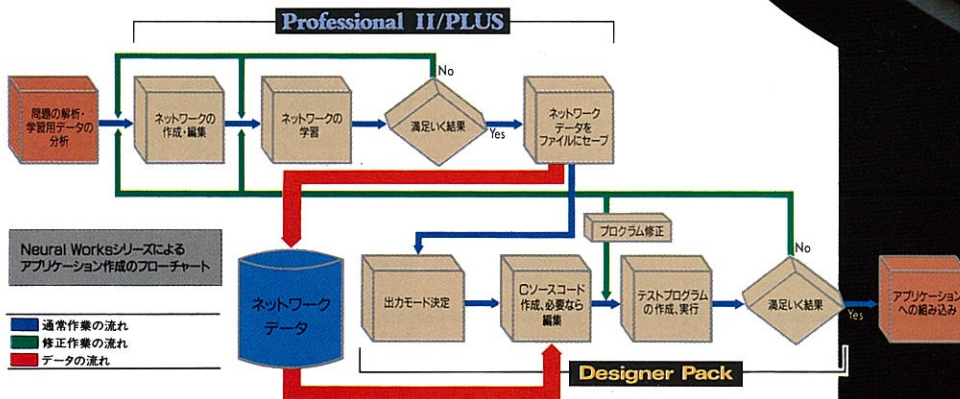 Professional II/PLUS
No
問題の解析・
学習用データの
分析
ネットワークの
作成・編集
ネットワークの
学習
満足いく結果
Yes
ネットワーク
データを
ファイルにセーブ
Neural Worksシリーズによる
アプリケーション作成のフローチャート
通常作業の流れ
修正作業の流れ
データの流れ
ネットワーク
データ
出力モード決定
Cソースコード
作成、必要なら
編集
プログラム修正
テストプログラム
の作成、実行
No
満足いく結果
Yes
アプリケーション
への組み込み
Designer Pack